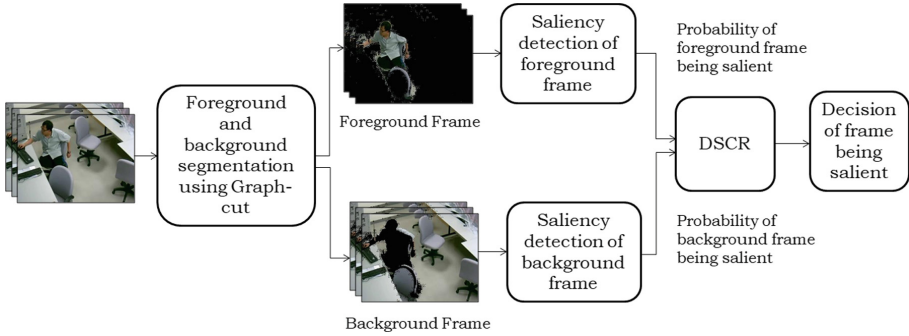 Foreground
and
background
segmentation
using Graph-
cut
Foreground Frame
Saliency
detection of
foreground
frame
Probability of
foreground frame
being salient
Background Frame
Saliency
detection of
background
frame
Probability of
background frame
being salient
DSCR
Decision
of frame
being
salient